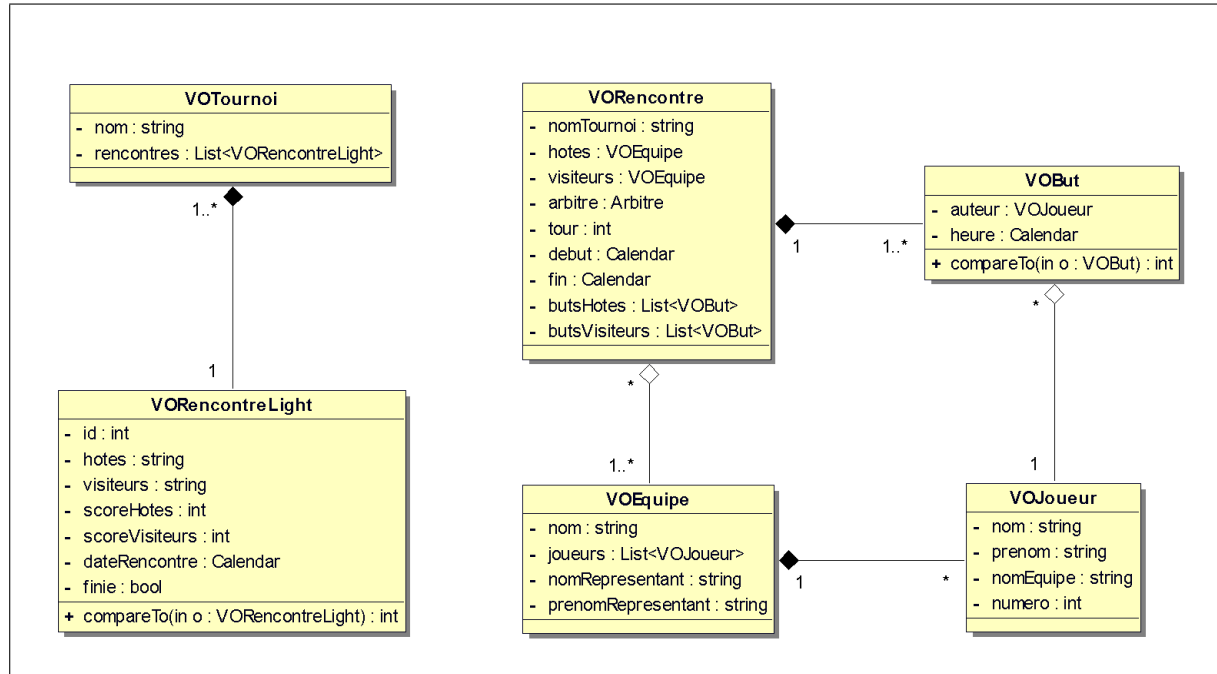 VOTournoi
- nom : string
- rencontres : List<VORencontreLight>
1..*
1
VORencontreLight
- id : int
- hotes : string
- visiteurs : string
- scoreHotes : int
- scoreVisiteurs : int
- dateRencontre : Calendar
- finie : bool
+ compareTo(in o : VORencontreLight) : int
VORencontre
- nomTournoi : string
- hotes : VOEquipe
- visiteurs : VOEquipe
- arbitre : Arbitre
- tour : int
- debut : Calendar
- fin : Calendar
- butsHotes : List<VOBut>
- butsVisiteurs : List<VOBut>
1
1..*
*
1..*
VOBut
- auteur : VOJoueur
- heure : Calendar
+ compareTo(in o : VOBut) : int
*
1
VOEquipe
- nom : string
- joueurs : List<VOJoueur>
- nomRepresentant : string
- prenomRepresentant : string
1
*
VOJoueur
- nom : string
- prenom : string
- nomEquipe : string
- numero : int